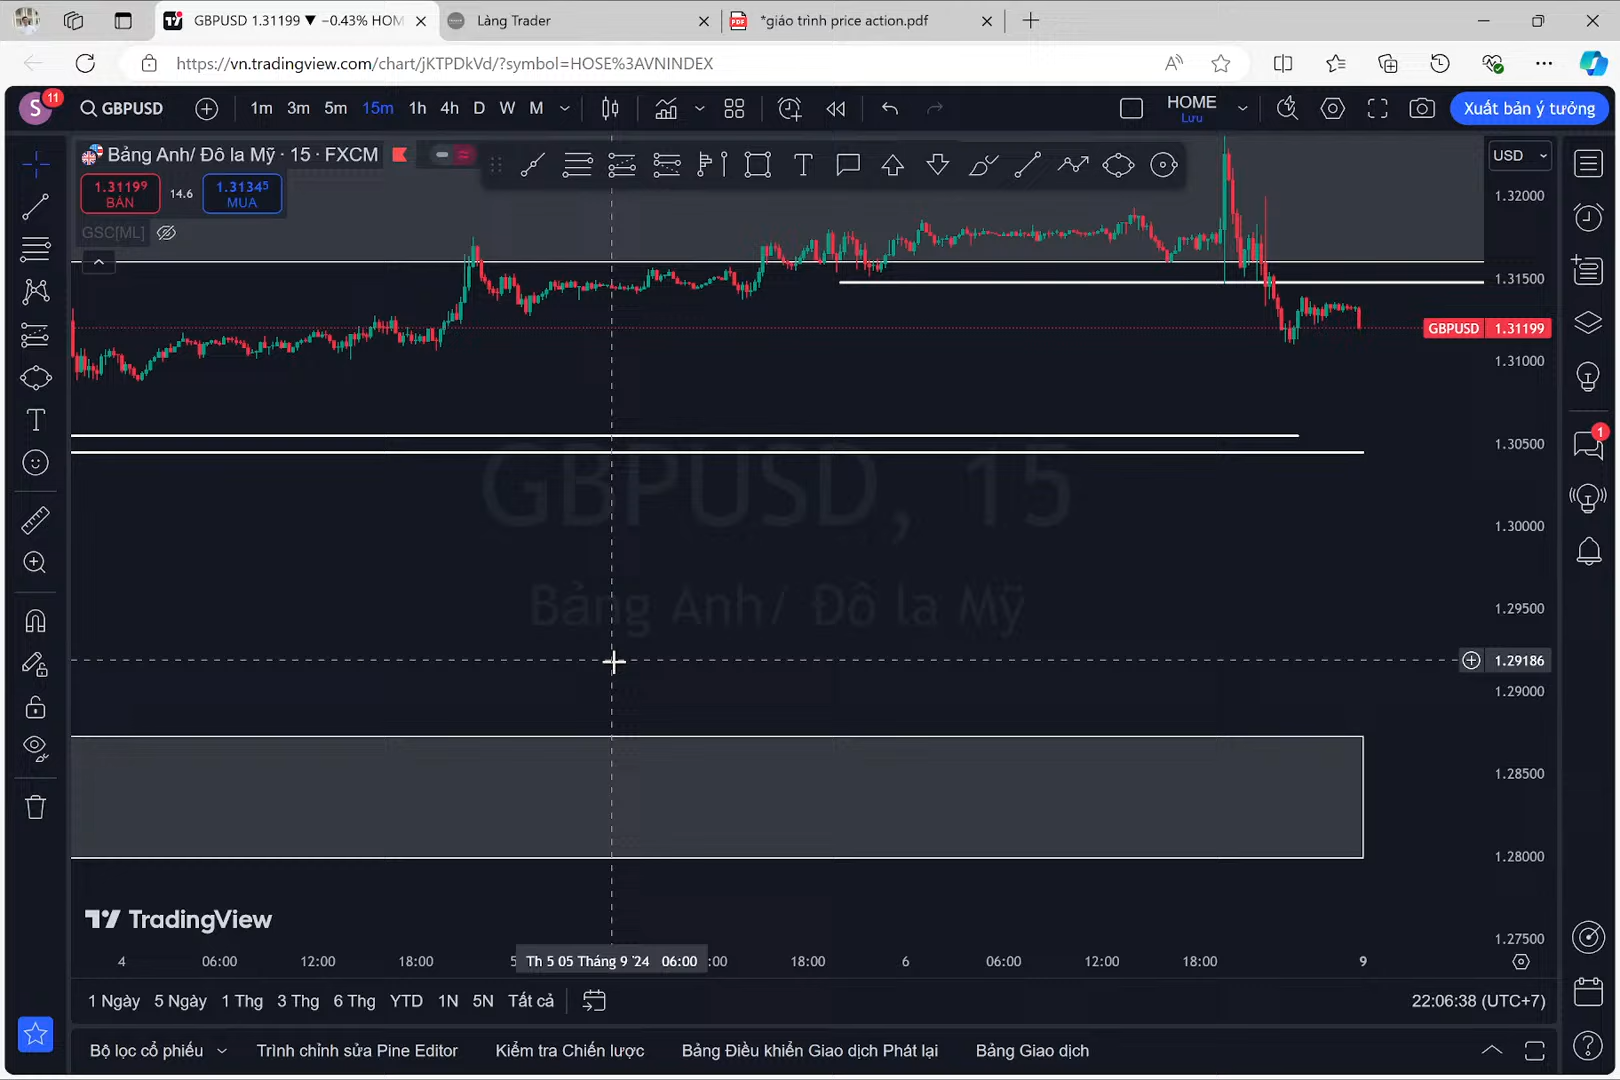 GBPUSD 1.31199 ▼ −0.43% HOM
Làng Trader
*giáo trình price action.pdf
https://vn.tradingview.com/chart/jKTPDkVd/?symbol=HOSE%3AVNINDEX
S
11
GBPUSD
1m 3m 5m 15m 1h 4h D W M
HOME
Lưu
Xuất bản ý tưởng
Bảng Anh/ Đô la Mỹ · 15 · FXCM
USD
1.31199
BÁN
14.6
1.31345
MUA
GSC[ML]
1.32000
1.31500
GBPUSD 1.31199
1.31000
1.30500
GBPUSD, 15
1.30000
Bảng Anh/ Đô la Mỹ
1.29500
1.29186
1.29000
1.28500
1.28000
1.27500
1
TradingView
4 06:00 12:00 18:00 5 Th 5 05 Tháng 9 '24 06:00 :00 18:00 6 06:00 12:00 18:00 9
1 Ngày 5 Ngày 1 Thg 3 Thg 6 Thg YTD 1N 5N Tất cả
22:06:38 (UTC+7)
Bộ lọc cổ phiếu Trình chỉnh sửa Pine Editor Kiểm tra Chiến lược Bảng Điều khiển Giao dịch Phát lại Bảng Giao dịch